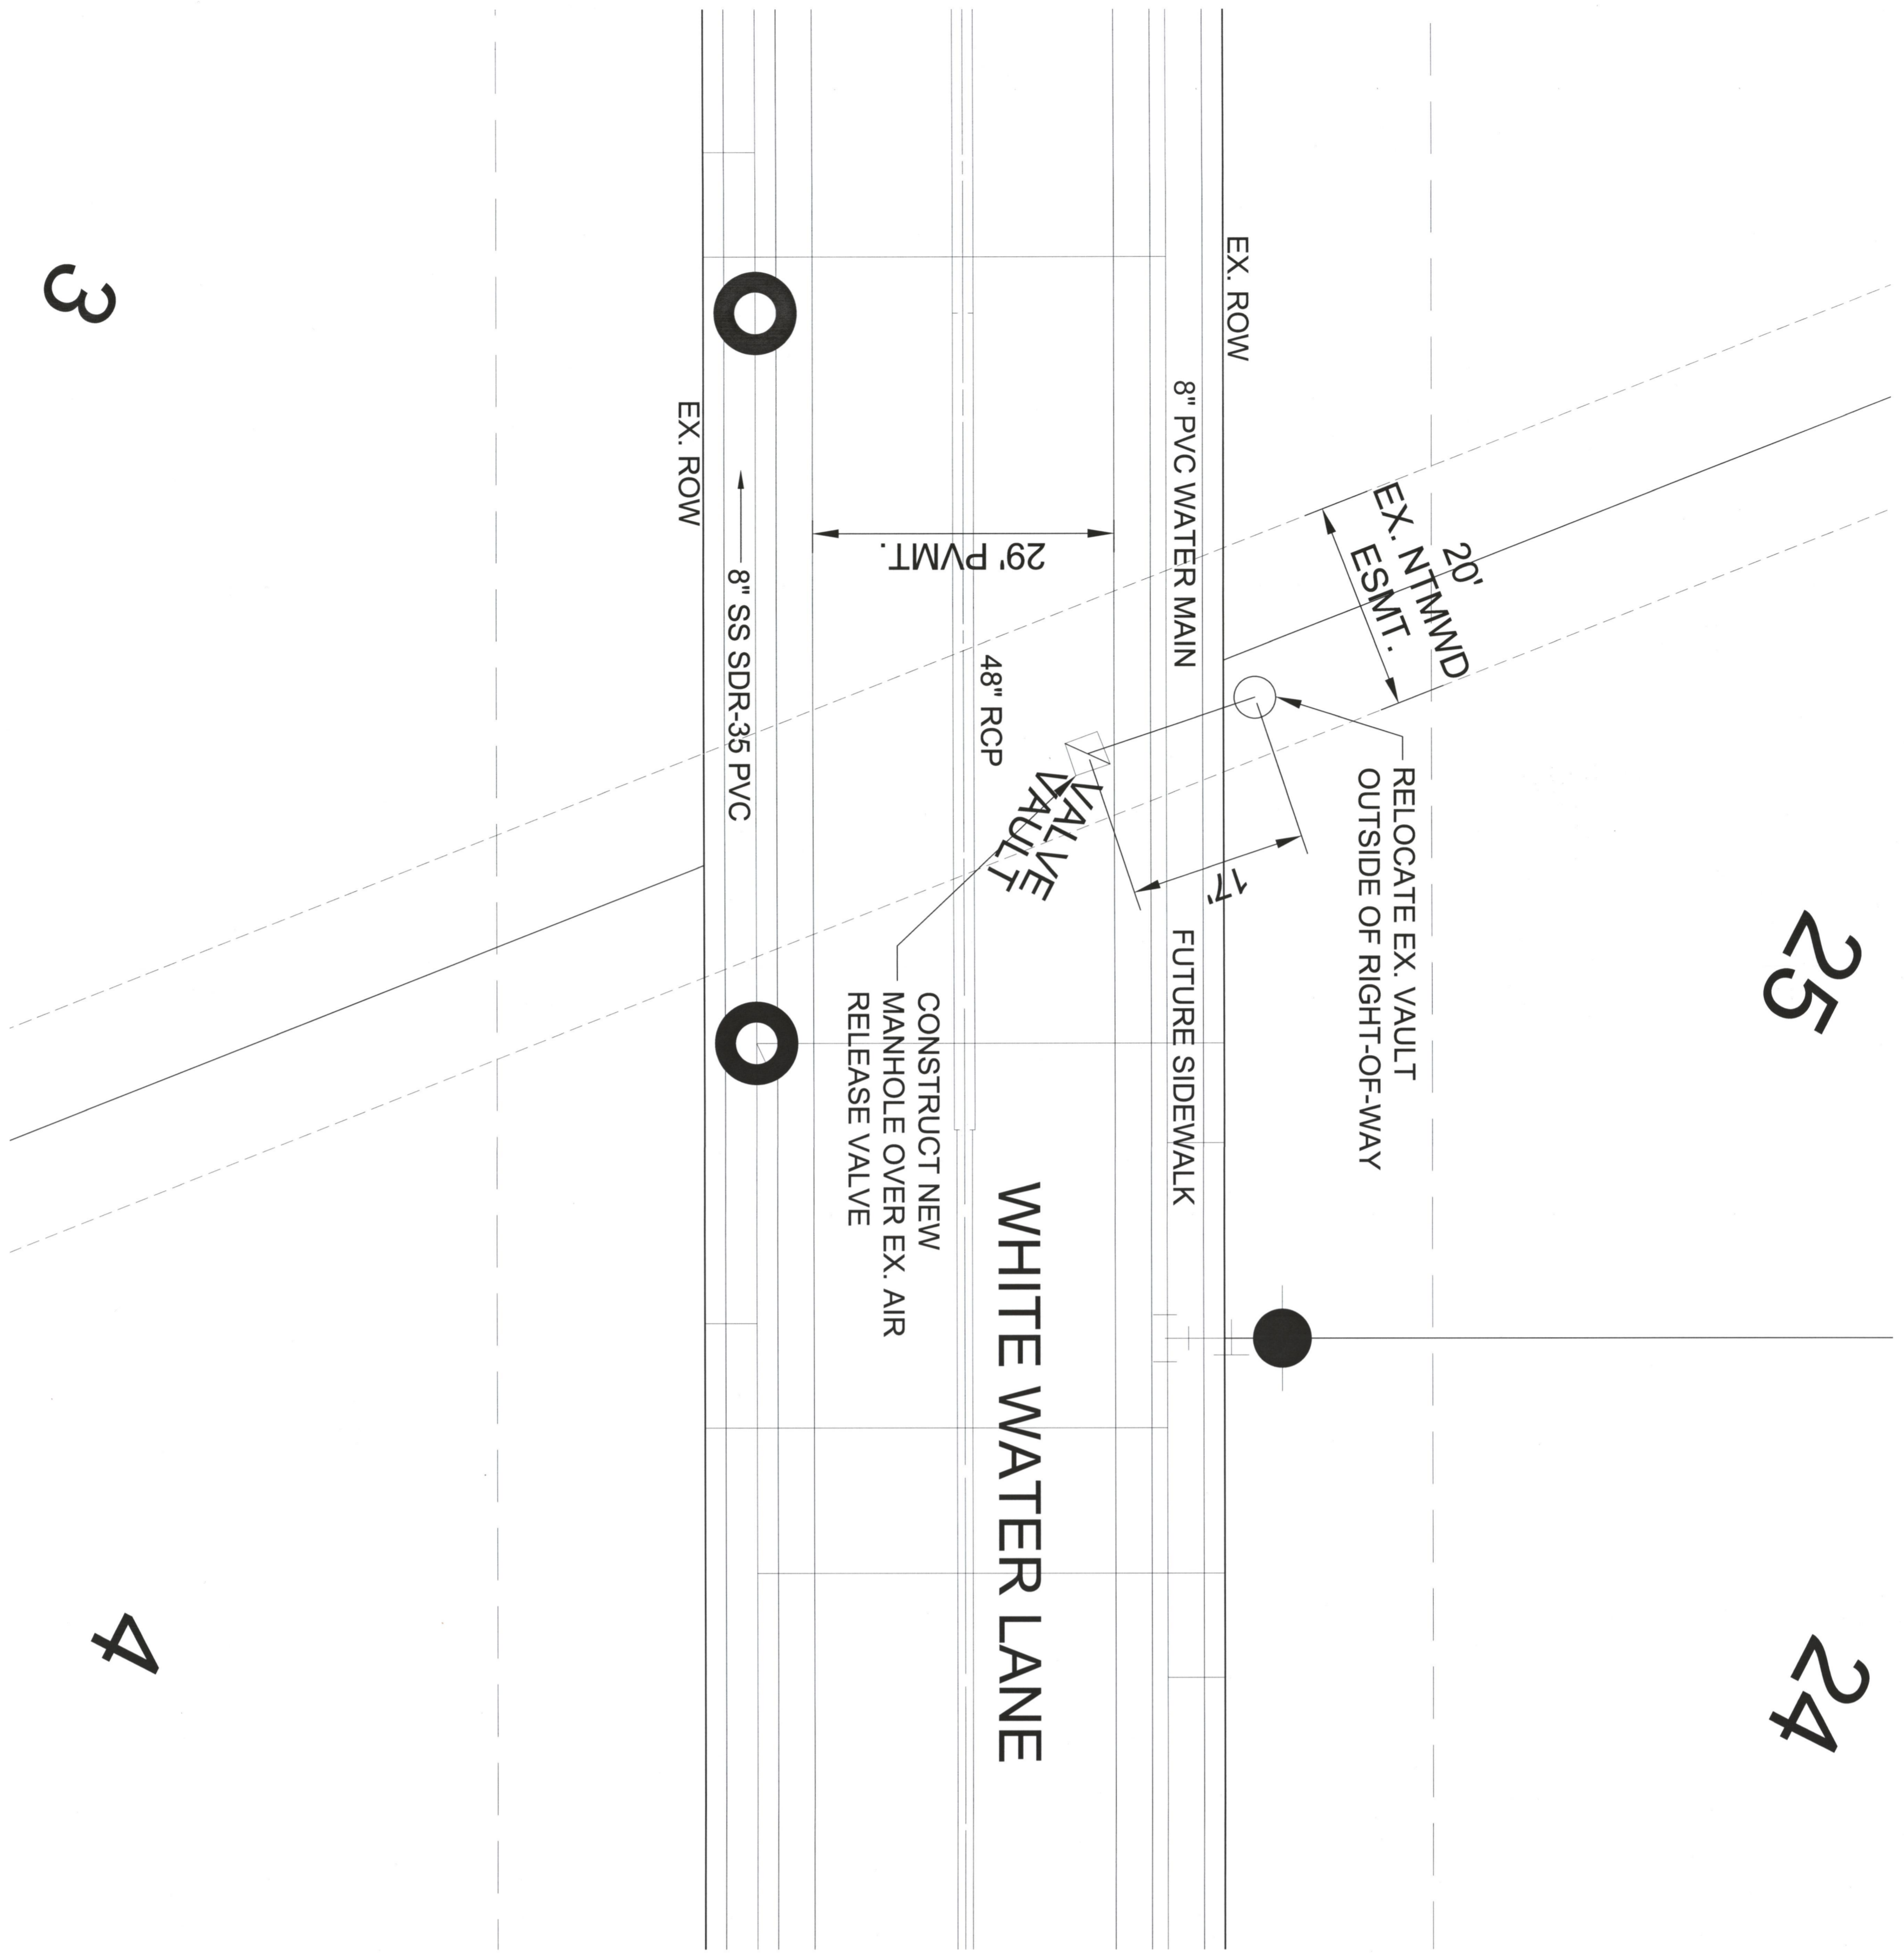 EX. ROW
8" PVC WATER MAIN
20'
EX. NTMWD
ESMT.
RELOCATE EX. VAULT
OUTSIDE OF RIGHT-OF-WAY
25
24
FUTURE SIDEWALK
29' PVMT.
48" RCP
VALVE
VAULT
WHITE WATER LANE
CONSTRUCT NEW
MANHOLE OVER EX. AIR
RELEASE VALVE
8" SS SDR-35 PVC
EX. ROW
3
4